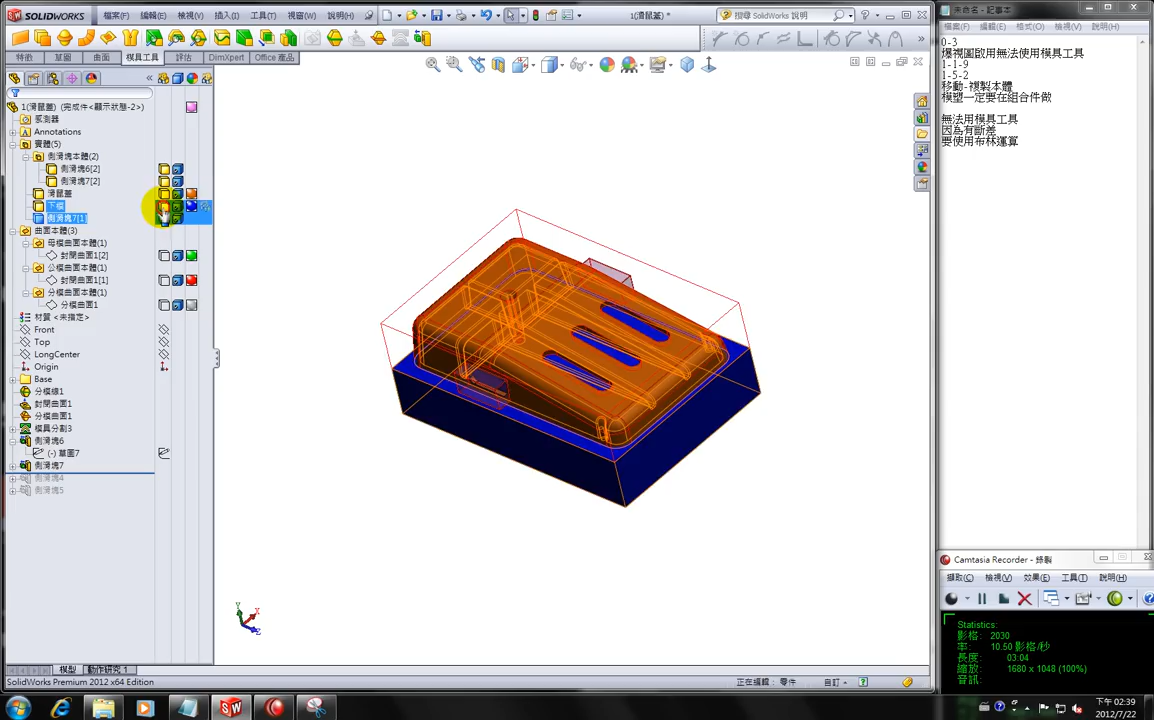 SOLIDWORKS 檔案(F) 編輯(E) 檢視(V) 插入(I) 工具(T) 視窗(W) 說明(H) 1(滑鼠蓋) * 搜尋 SolidWorks 說明
特徵 草圖 曲面 模具工具 評估 DimXpert Office 產品
1(滑鼠蓋) (完成件<顯示狀態-2>)
感測器
Annotations
實體(5)
側滑塊本體(2)
側滑塊6[2]
側滑塊7[2]
滑鼠蓋
下模
側滑塊7[1]
曲面本體(3)
母模曲面本體(1)
封閉曲面1[2]
公模曲面本體(1)
封閉曲面1[1]
分模曲面本體(1)
分模曲面1
材質 <未指定>
Front
Top
LongCenter
Origin
Base
分模線1
封閉曲面1
分模曲面1
模具分割3
側滑塊6
(-) 草圖7
側滑塊7
側滑塊4
側滑塊5
Y
X
Z
模型 動作研究 1
SolidWorks Premium 2012 x64 Edition
正在編輯: 零件 自訂
未命名 - 記事本
檔案(F) 編輯(E) 格式(O) 檢視(V) 說明(H)
0-3
爆視圖啟用無法使用模具工具
1-1-9
1-5-2
移動-複製本體
模塑一定要在組合件做
無法用模具工具
因為有斷差
要使用布林運算
Camtasia Recorder - 錄製
擷取(C) 檢視(V) 效果(E) 工具(T) 說明(H)
Statistics:
影格: 2030
率: 10.50 影格/秒
長度: 03:04
縮放: 1680 x 1048 (100%)
音訊:
下午 02:39
2012/7/22